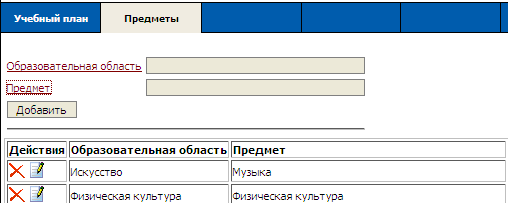 Учебный план Предметы
Образовательная область
Предмет
Добавить
Действия Образовательная область Предмет
Искусство Музыка
Физическая культура Физическая культура